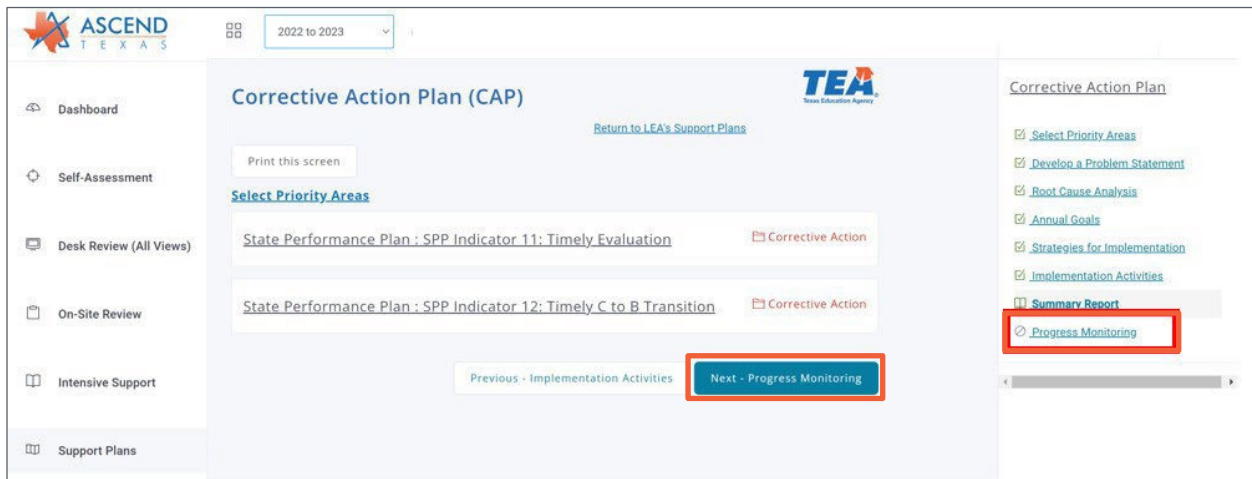 ASCEND
TEXAS
2022 to 2023
Dashboard
Self-Assessment
Desk Review (All Views)
On-Site Review
Intensive Support
Support Plans
Corrective Action Plan (CAP)
TEA
Texas Education Agency
Return to LEA's Support Plans
Print this screen
Select Priority Areas
State Performance Plan : SPP Indicator 11: Timely Evaluation
Corrective Action
State Performance Plan : SPP Indicator 12: Timely C to B Transition
Corrective Action
Previous - Implementation Activities
Next - Progress Monitoring
Corrective Action Plan
Select Priority Areas
Develop a Problem Statement
Root Cause Analysis
Annual Goals
Strategies for Implementation
Implementation Activities
Summary Report
Progress Monitoring